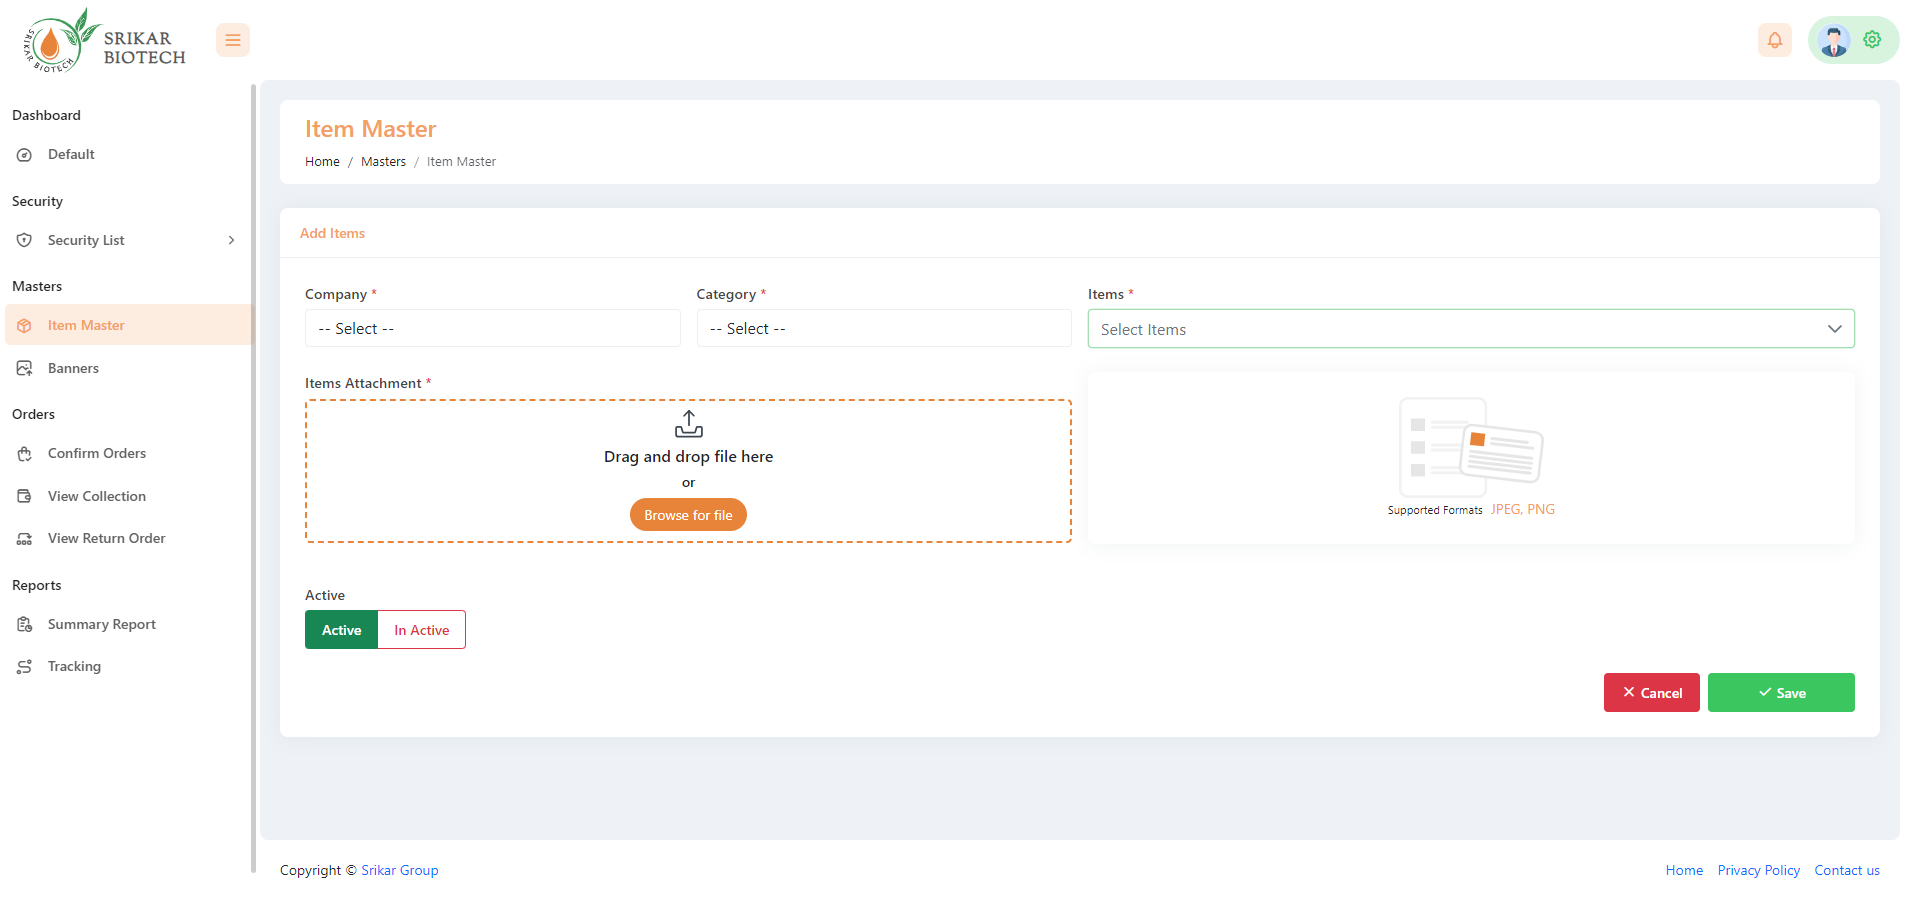 SRIKAR BIOTECH
SRIKAR
BIOTECH
Dashboard
Default
Security
Security List
Masters
Item Master
Banners
Orders
Confirm Orders
View Collection
View Return Order
Reports
Summary Report
Tracking
Item Master
Home / Masters / Item Master
Add Items
Company * Category * Items *
-- Select -- -- Select -- Select Items
Items Attachment *
Drag and drop file here
or
Browse for file
Supported Formats JPEG, PNG
Active
Active In Active
Cancel Save
Copyright © Srikar Group Home Privacy Policy Contact us